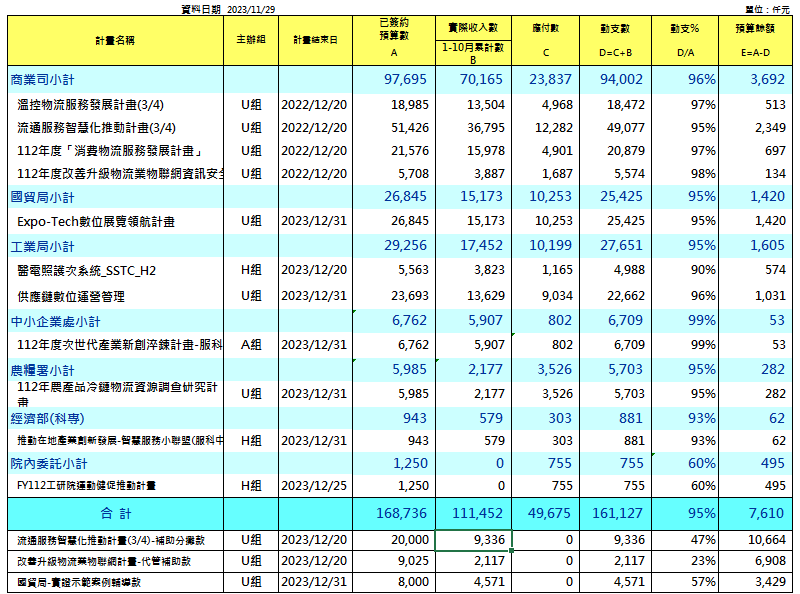 資料日期 2023/11/29 單位：仟元
計畫名稱 主辦組 計畫結束日 已簽約預算數 A 實際收入數 1-10月累計數 B 應付數 C 動支數 D=C+B 動支% D/A 預算餘額 E=A-D
商業司小計 97,695 70,165 23,837 94,002 96% 3,692
溫控物流服務發展計畫(3/4) U組 2022/12/20 18,985 13,504 4,968 18,472 97% 513
流通服務智慧化推動計畫(3/4) U組 2022/12/20 51,426 36,795 12,282 49,077 95% 2,349
112年度「消費物流服務發展計畫」 U組 2022/12/20 21,576 15,978 4,901 20,879 97% 697
112年度改善升級物流業物聯網資訊安全 U組 2022/12/20 5,708 3,887 1,687 5,574 98% 134
國貿局小計 26,845 15,173 10,253 25,425 95% 1,420
Expo-Tech數位展覽領航計畫 U組 2023/12/31 26,845 15,173 10,253 25,425 95% 1,420
工業局小計 29,256 17,452 10,199 27,651 95% 1,605
醫電照護次系統_SSTC_H2 H組 2023/12/20 5,563 3,823 1,165 4,988 90% 574
供應鏈數位運營管理 U組 2023/12/31 23,693 13,629 9,034 22,662 96% 1,031
中小企業處小計 6,762 5,907 802 6,709 99% 53
112年度次世代產業新創淬鍊計畫-服科 A組 2023/12/31 6,762 5,907 802 6,709 99% 53
農糧署小計 5,985 2,177 3,526 5,703 95% 282
112年農產品冷鏈物流資源調查研究計
畫 U組 2023/12/31 5,985 2,177 3,526 5,703 95% 282
經濟部(科專) 943 579 303 881 93% 62
推動在地產業創新發展-智慧服務小聯盟(服科中 H組 2023/12/31 943 579 303 881 93% 62
院內委託小計 1,250 0 755 755 60% 495
FY112工研院運動健促推動計畫 H組 2023/12/25 1,250 0 755 755 60% 495
合 計 168,736 111,452 49,675 161,127 95% 7,610
流通服務智慧化推動計畫(3/4)-補助分攤款 U組 2023/12/20 20,000 9,336 0 9,336 47% 10,664
改善升級物流業物聯網計畫-代管補助款 U組 2023/12/20 9,025 2,117 0 2,117 23% 6,908
國貿局-實證示範案例輔導款 U組 2023/12/31 8,000 4,571 0 4,571 57% 3,429